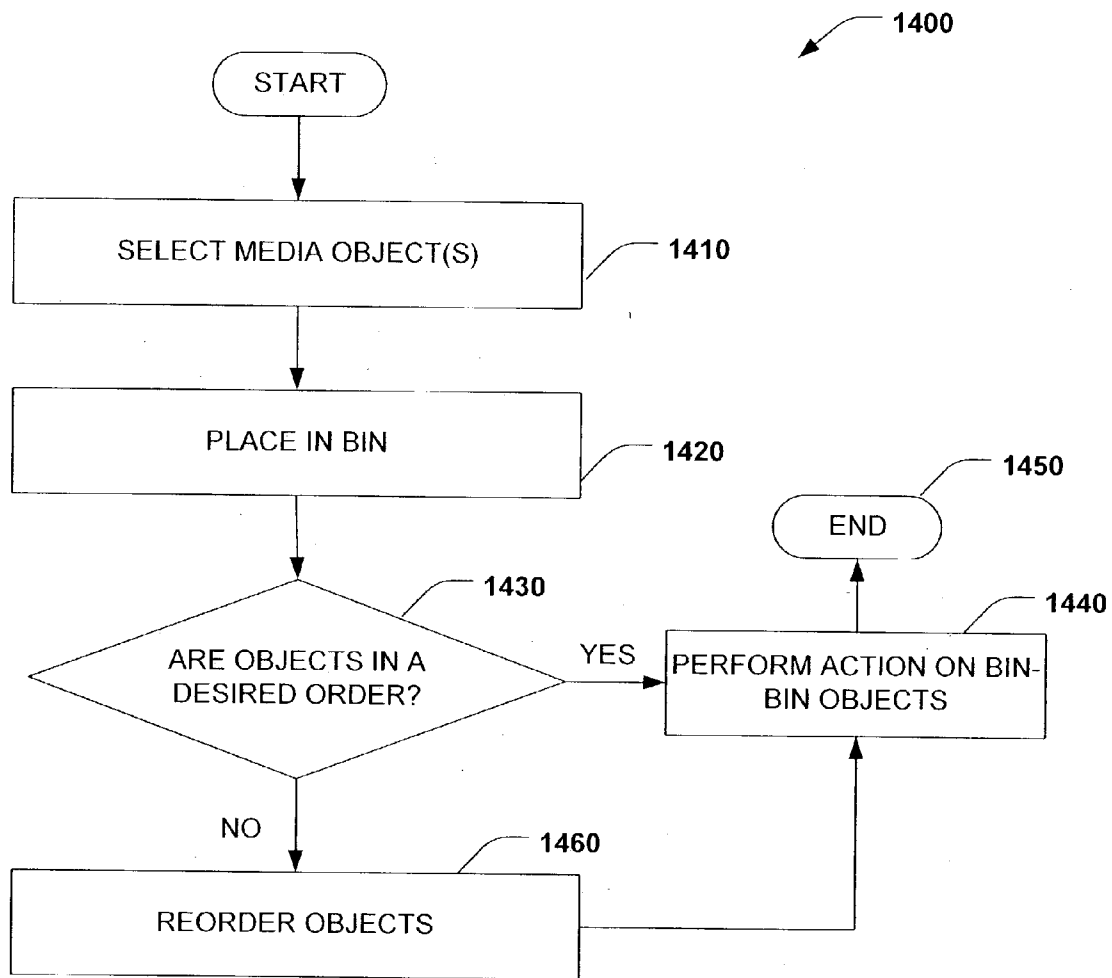 1400
START
SELECT MEDIA OBJECT(S)
1410
PLACE IN BIN
1420
1450
END
1430
ARE OBJECTS IN A
DESIRED ORDER?
YES
1440
PERFORM ACTION ON BIN-
BIN OBJECTS
NO
1460
REORDER OBJECTS